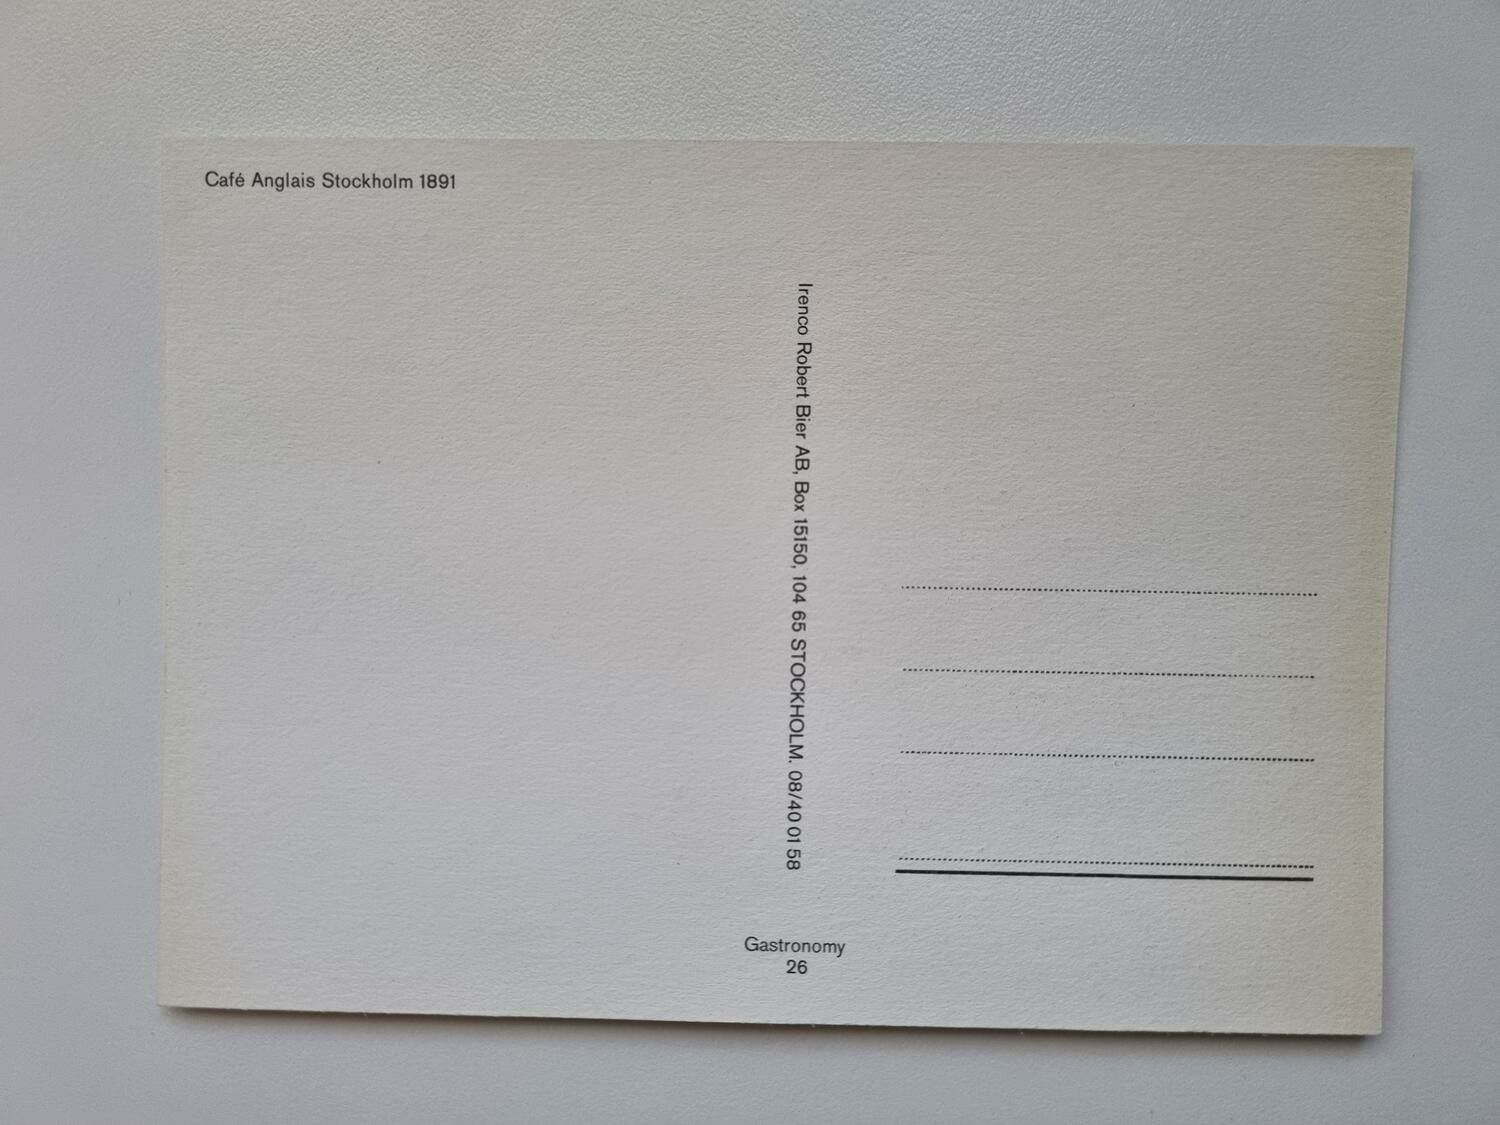 Café Anglais Stockholm 1891
Irenco Robert Bier AB, Box 15150, 104 65 STOCKHOLM. 08/40 01 58
Gastronomy
26